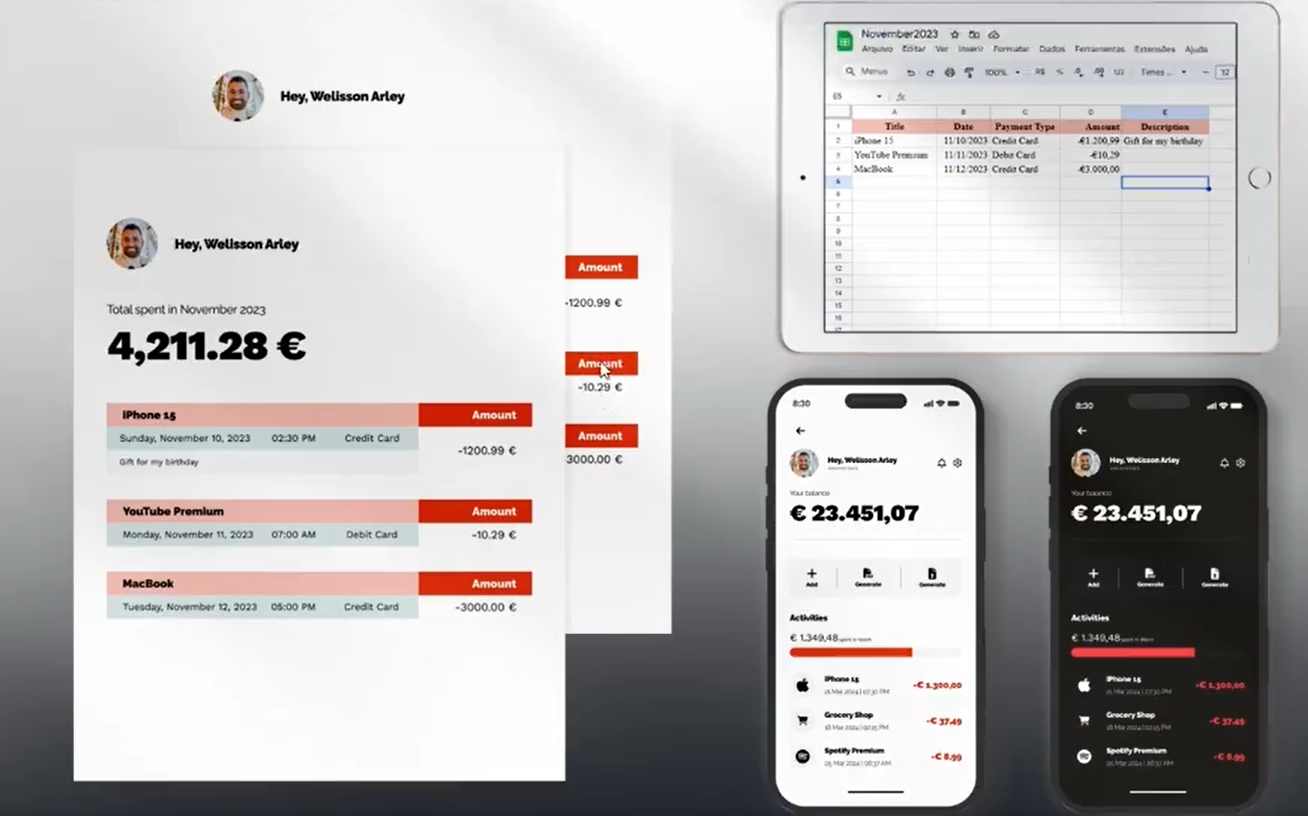 Hey, Welisson Arley
Hey, Welisson Arley
Total spent in November 2023
4,211.28 €
iPhone 15 Amount
Sunday, November 10, 2023 02:30 PM Credit Card -1200.99 €
Gift for my birthday
YouTube Premium Amount
Monday, November 11, 2023 07:00 AM Debit Card -10.29 €
MacBook Amount
Tuesday, November 12, 2023 05:00 PM Credit Card -3000.00 €
Amount
-1200.99 €
Amount
-10.29 €
Amount
3000.00 €
November2023
Arquivo Editar Ver Inserir Formatar Dados Ferramentas Extensões Ajuda
Menus 100% R$ % 123 Times ... 12
E5 fx
A B C D E
1 Title Date Payment Type Amount Description
2 iPhone 15 11/10/2023 Credit Card -€1.200,99 Gift for my birthday
3 YouTube Premium 11/11/2023 Debit Card -€10,29
4 MacBook 11/12/2023 Credit Card -€3.000,00
5
6
7
8
9
10
11
12
13
14
15
16
17
8:30
Hey, Welisson Arley
Your balance
€ 23.451,07
Add Generate Generate
Activities
€ 1.349,48
iPhone 15 -€ 1.300,00
21 Mar 2024 | 07:30 PM
Grocery Shop -€ 37.49
18 Mar 2024 | 02:15 PM
Spotify Premium -€ 8.99
05 Mar 2024 | 06:37 AM
8:30
Hey, Welisson Arley
Your balance
€ 23.451,07
Add Generate Generate
Activities
€ 1.349,48
iPhone 15 -€ 1.300,00
21 Mar 2024 | 07:30 PM
Grocery Shop -€ 37.49
18 Mar 2024 | 02:15 PM
Spotify Premium -€ 8.99
05 Mar 2024 | 06:37 AM